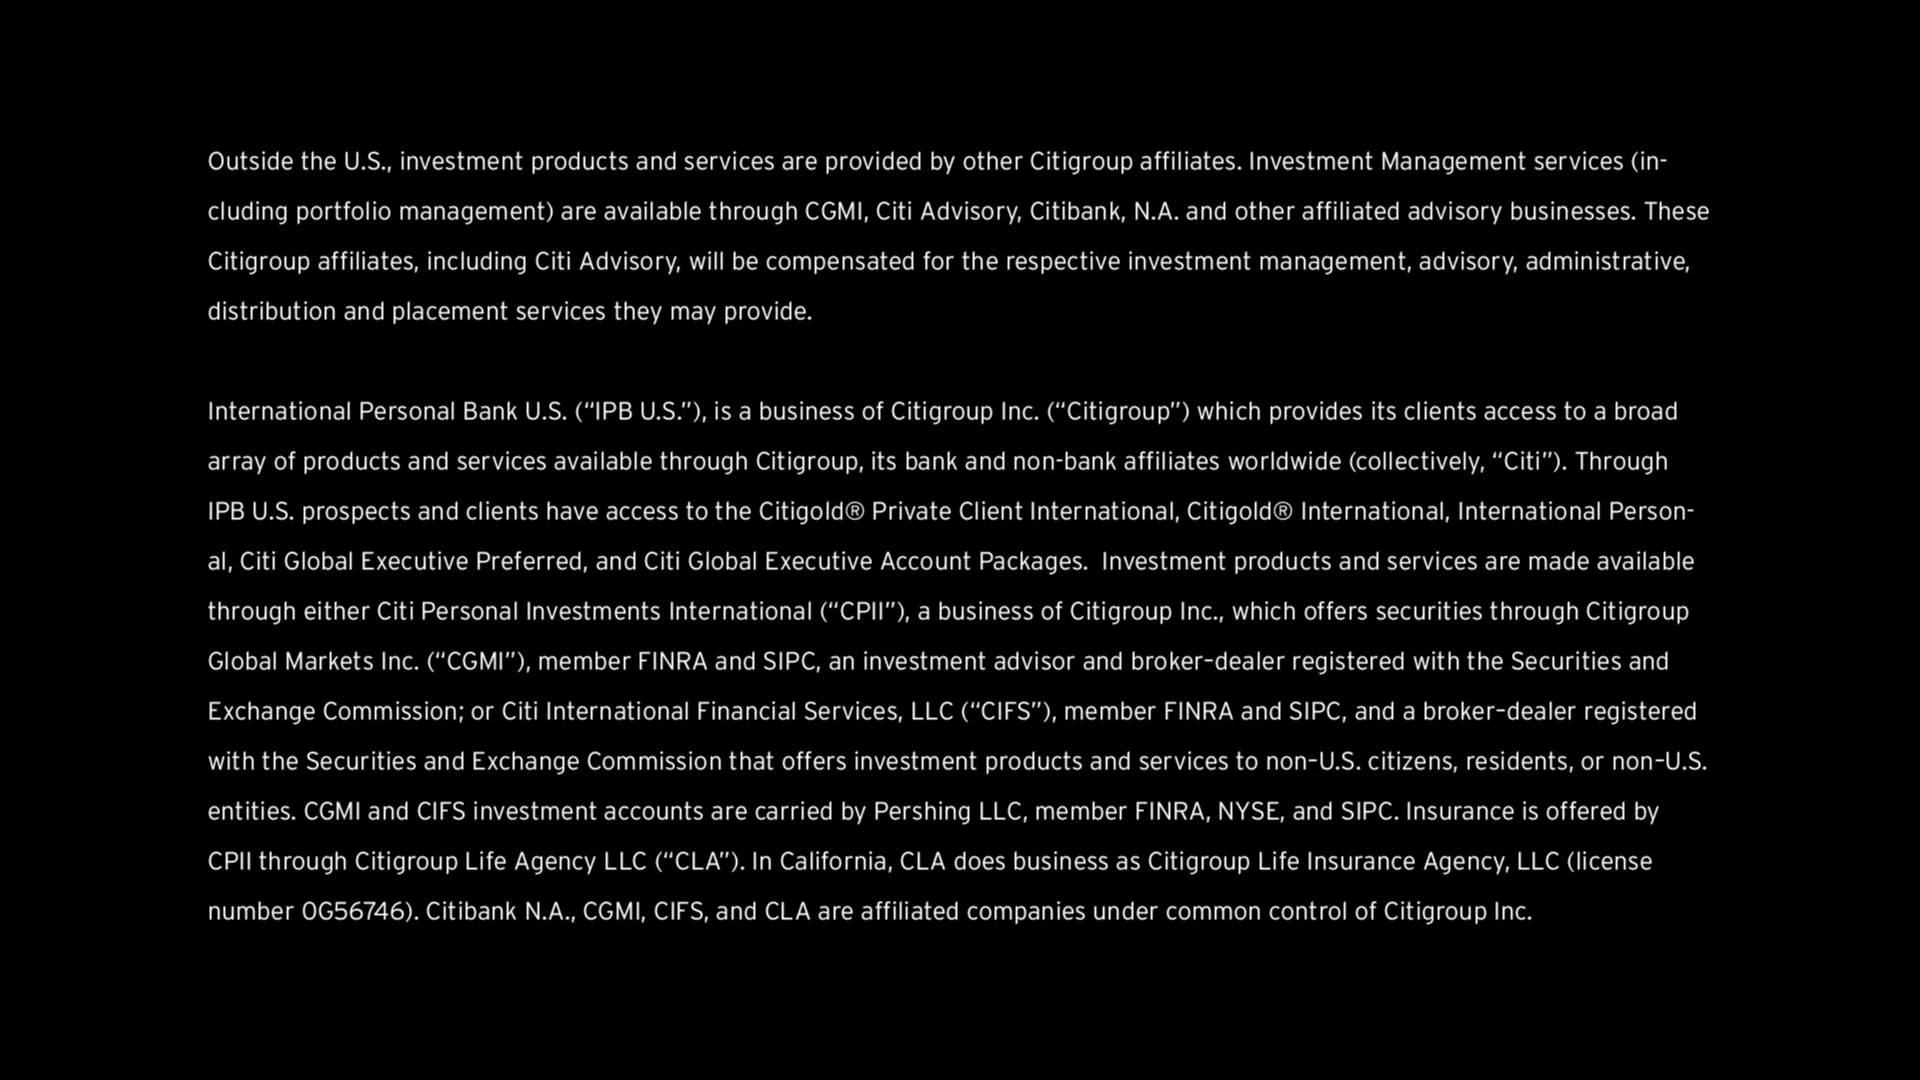 Outside the U.S., investment products and services are provided by other Citigroup affiliates. Investment Management services (in-
cluding portfolio management) are available through CGMI, Citi Advisory, Citibank, N.A. and other affiliated advisory businesses. These
Citigroup affiliates, including Citi Advisory, will be compensated for the respective investment management, advisory, administrative,
distribution and placement services they may provide.
International Personal Bank U.S. (“IPB U.S.”), is a business of Citigroup Inc. (“Citigroup”) which provides its clients access to a broad
array of products and services available through Citigroup, its bank and non-bank affiliates worldwide (collectively, “Citi”). Through
IPB U.S. prospects and clients have access to the Citigold® Private Client International, Citigold® International, International Person-
al, Citi Global Executive Preferred, and Citi Global Executive Account Packages.  Investment products and services are made available
through either Citi Personal Investments International (“CPII”), a business of Citigroup Inc., which offers securities through Citigroup
Global Markets Inc. (“CGMI”), member FINRA and SIPC, an investment advisor and broker–dealer registered with the Securities and
Exchange Commission; or Citi International Financial Services, LLC (“CIFS”), member FINRA and SIPC, and a broker–dealer registered
with the Securities and Exchange Commission that offers investment products and services to non–U.S. citizens, residents, or non–U.S.
entities. CGMI and CIFS investment accounts are carried by Pershing LLC, member FINRA, NYSE, and SIPC. Insurance is offered by
CPII through Citigroup Life Agency LLC (“CLA”). In California, CLA does business as Citigroup Life Insurance Agency, LLC (license
number 0G56746). Citibank N.A., CGMI, CIFS, and CLA are affiliated companies under common control of Citigroup Inc.